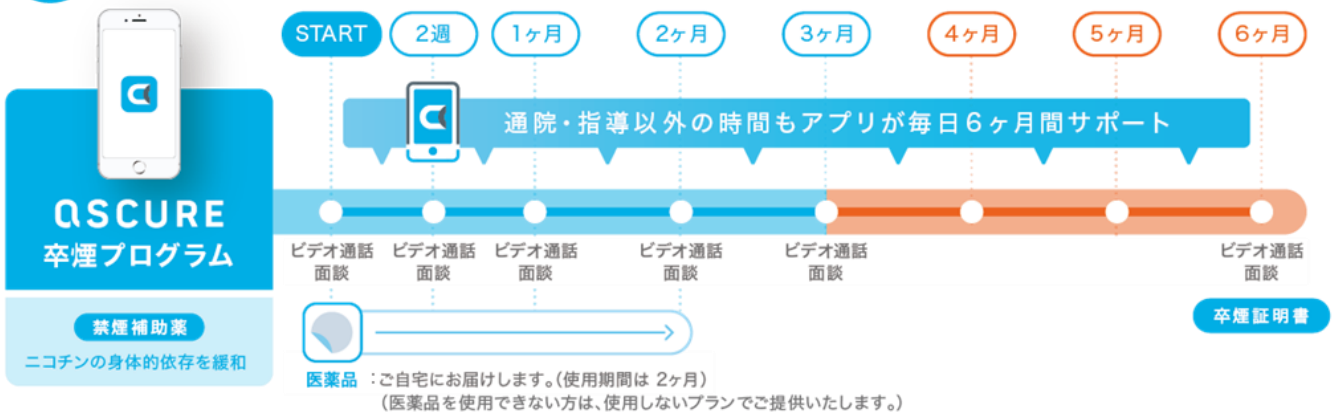 START
2週
1ヶ月
2ヶ月
3ヶ月
4ヶ月
5ヶ月
6ヶ月
通院・指導以外の時間もアプリが毎日6ヶ月間サポート
ascure
卒煙プログラム
ビデオ通話
面談
ビデオ通話
面談
ビデオ通話
面談
ビデオ通話
面談
ビデオ通話
面談
ビデオ通話
面談
卒煙証明書
禁煙補助薬
ニコチンの身体的依存を緩和
医薬品:ご自宅にお届けします。(使用期間は 2ヶ月)
(医薬品を使用できない方は、使用しないプランでご提供いたします。)